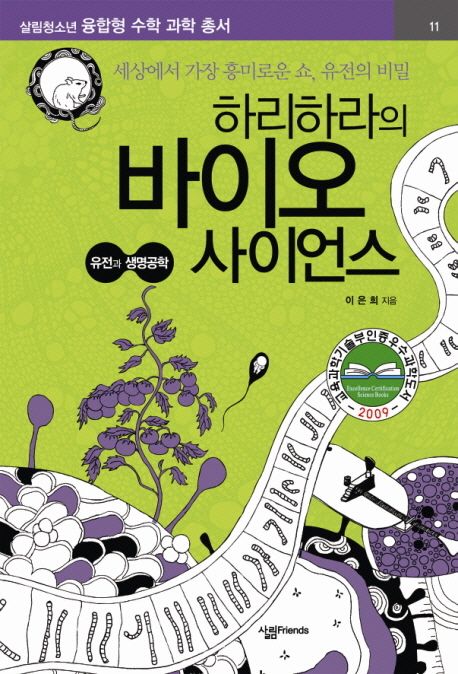 살림청소년 융합형 수학 과학 총서
11
세상에서 가장 흥미로운 쇼, 유전의 비밀
하리하라의
바이오
사이언스
유전과 생명공학
이은희 지음
교육과학기술부인증우수과학도서
Excellence Certification
Science Books
2009
살림Friends